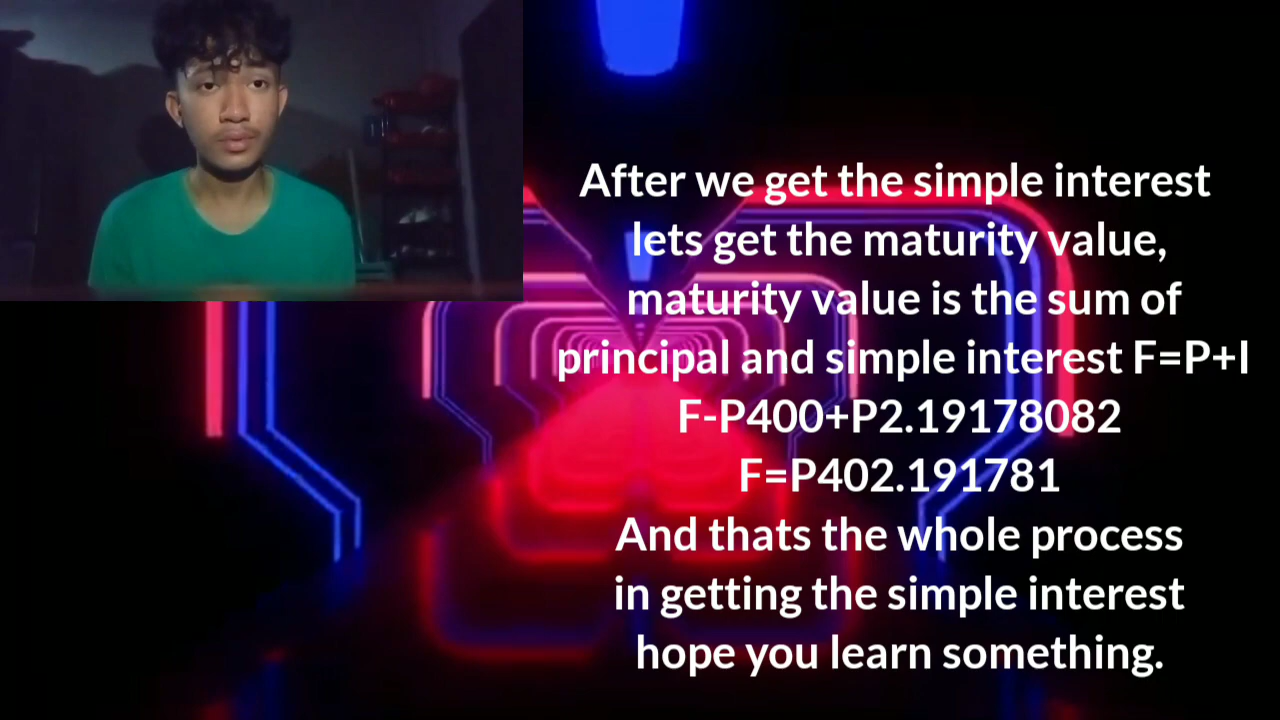 After we get the simple interest
lets get the maturity value,
maturity value is the sum of
principal and simple interest F=P+I
F-P400+P2.19178082
F=P402.191781
And thats the whole process
in getting the simple interest
hope you learn something.